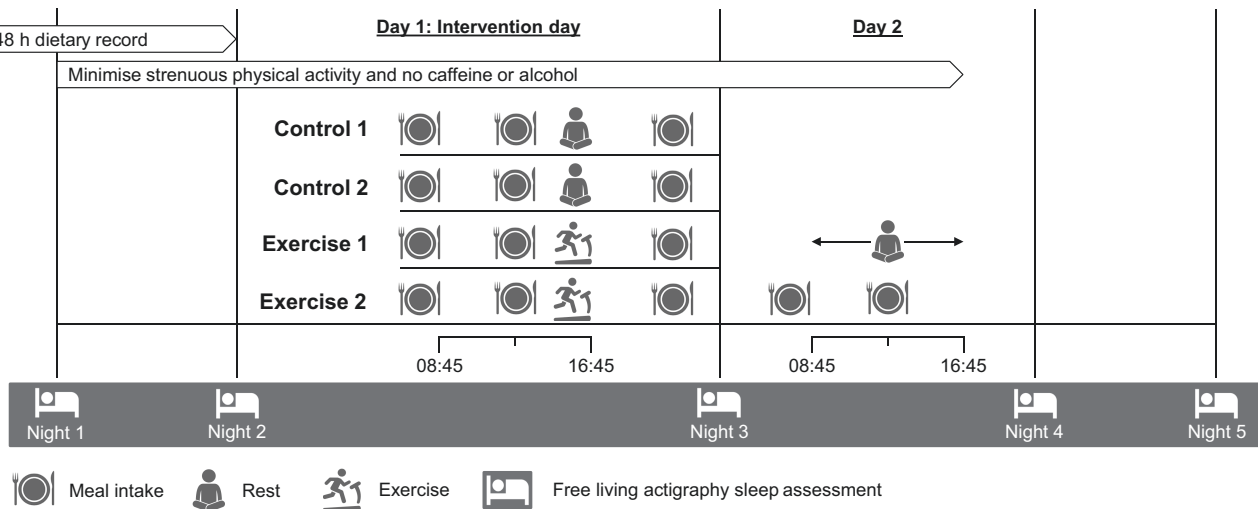 48 h dietary record
Day 1: Intervention day
Day 2
Minimise strenuous physical activity and no caffeine or alcohol
Control 1
Control 2
Exercise 1
Exercise 2
08:45
16:45
08:45
16:45
Night 1
Night 2
Night 3
Night 4
Night 5
Meal intake
Rest
Exercise
Free living actigraphy sleep assessment